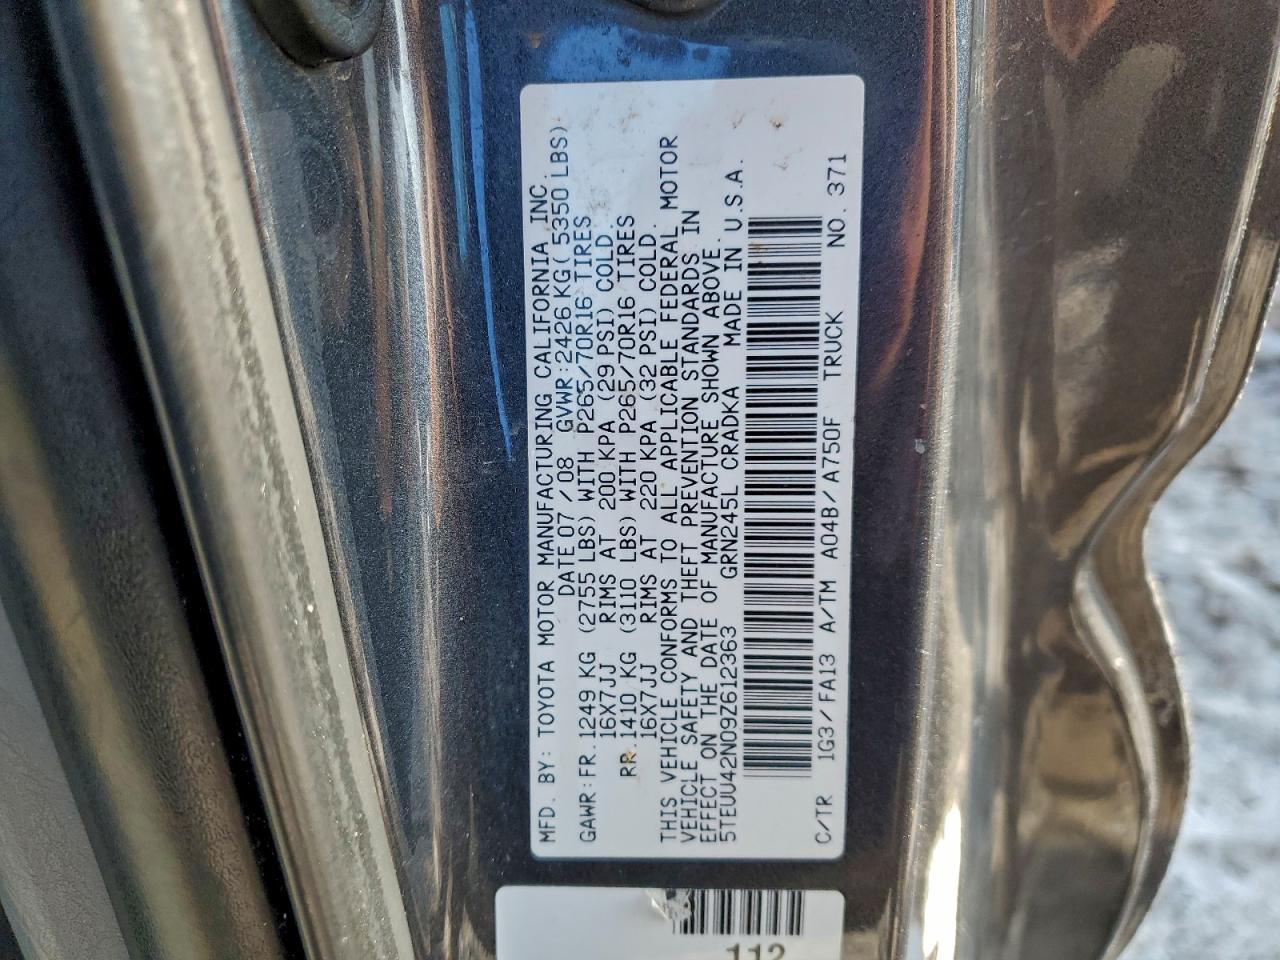 MFD. BY: TOYOTA MOTOR MANUFACTURING CALIFORNIA, INC.
DATE 07/08 GVWR:2426KG(5350 LBS)
GAWR:FR.1249 KG (2755 LBS) WITH P265/70R16 TIRES
16X7JJ RIMS AT 200 KPA (29 PSI) COLD.
RR. 1410 KG (3110 LBS) WITH P265/70R16 TIRES
16X7JJ RIMS AT 220 KPA (32 PSI) COLD.
THIS VEHICLE CONFORMS TO ALL APPLICABLE FEDERAL MOTOR
VEHICLE SAFETY AND THEFT PREVENTION STANDARDS IN
EFFECT ON THE DATE OF MANUFACTURE SHOWN ABOVE.
5TEUU42N09Z612363 GRN245L CRADKA MADE IN U.S.A.
C/TR 1G3/FA13 A/TM A04B/A750F TRUCK NO. 371
112